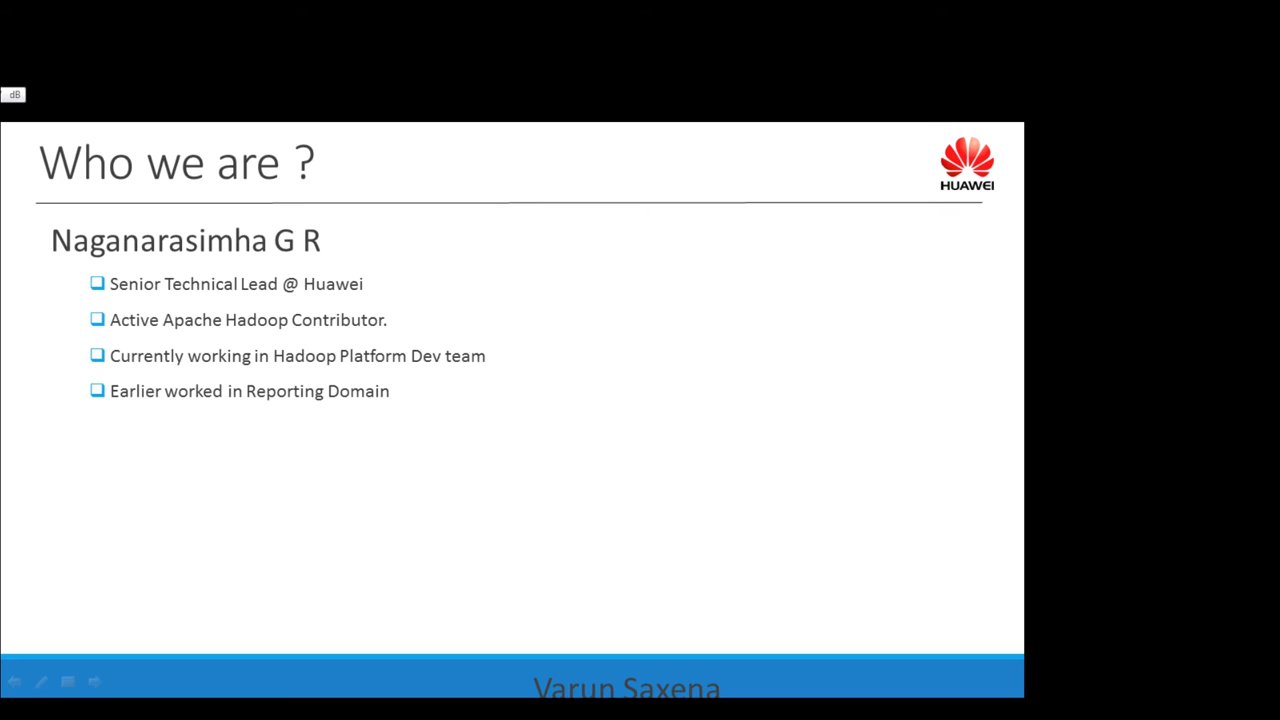 dB
Who we are ?
HUAWEI
Naganarasimha G R
Senior Technical Lead @ Huawei
Active Apache Hadoop Contributor.
Currently working in Hadoop Platform Dev team
Earlier worked in Reporting Domain
Varun Saxena